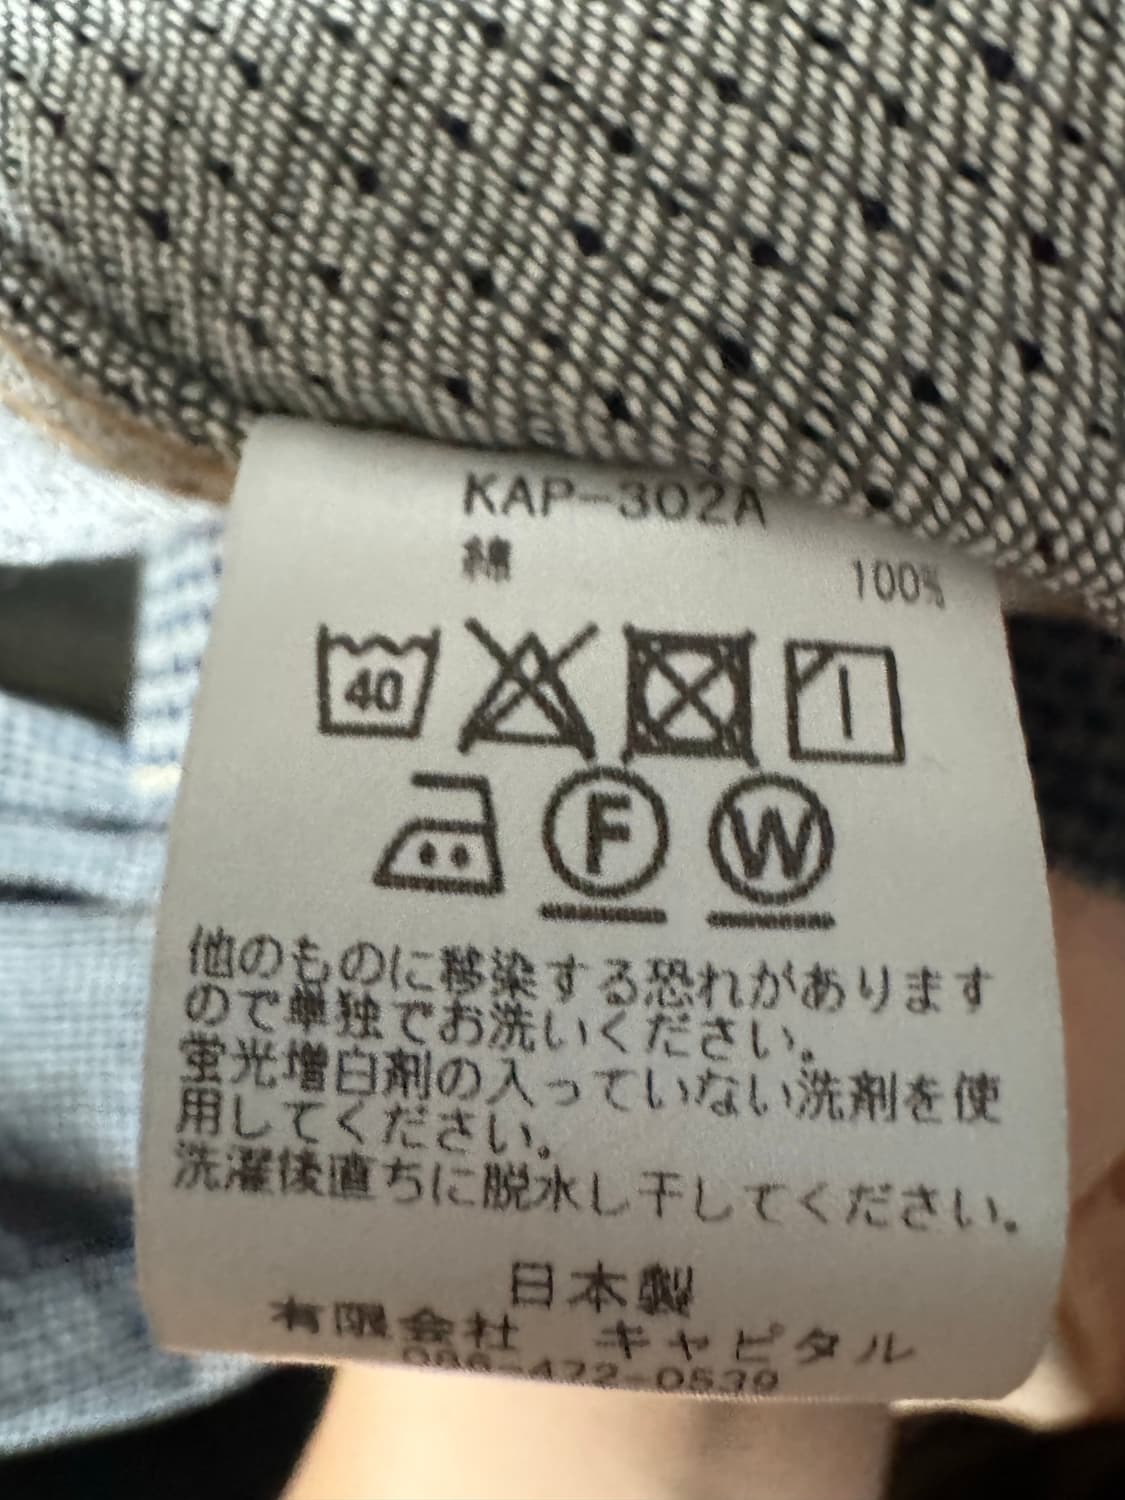 KAP-302A
綿 100%
40
F W
他のものに移染する恐れがあります
ので単独でお洗いください。
蛍光増白剤の入っていない洗剤を使
用してください。
洗濯後直ちに脱水し干してください。
日本製
有限会社 キャピタル
086-472-0539